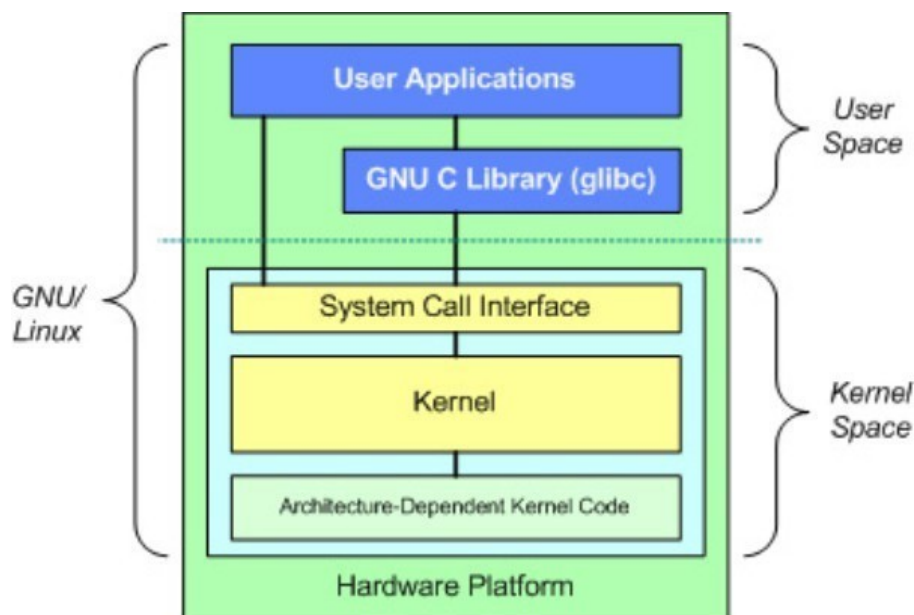 User Applications
GNU C Library (glibc)
User
Space
GNU/
Linux
System Call Interface
Kernel
Kernel
Space
Architecture-Dependent Kernel Code
Hardware Platform